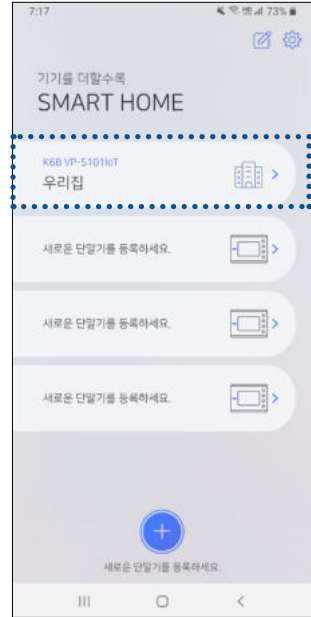 7:17 73%
기기를 더할수록
SMART HOME
K6B VP-S101IoT
우리집
새로운 단말기를 등록하세요.
새로운 단말기를 등록하세요.
새로운 단말기를 등록하세요.
새로운 단말기를 등록하세요.